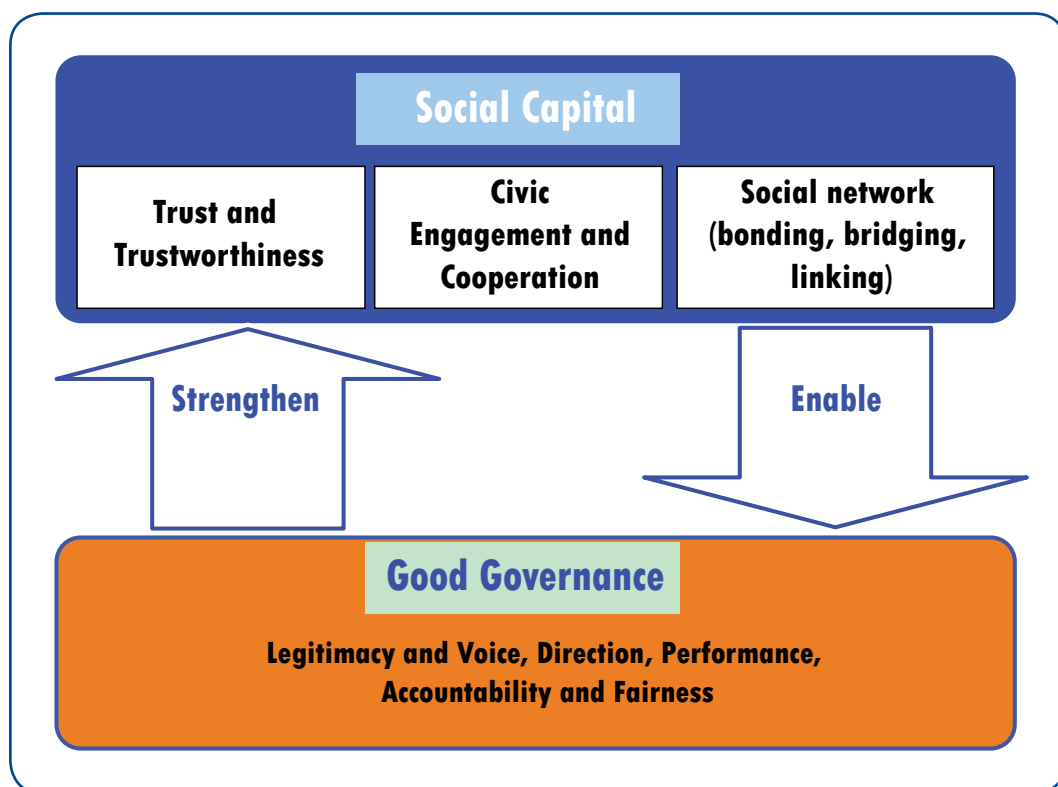 Social Capital
Trust and
Trustworthiness
Civic
Engagement and
Cooperation
Social network
(bonding, bridging,
linking)
Strengthen
Enable
Good Governance
Legitimacy and Voice, Direction, Performance,
Accountability and Fairness